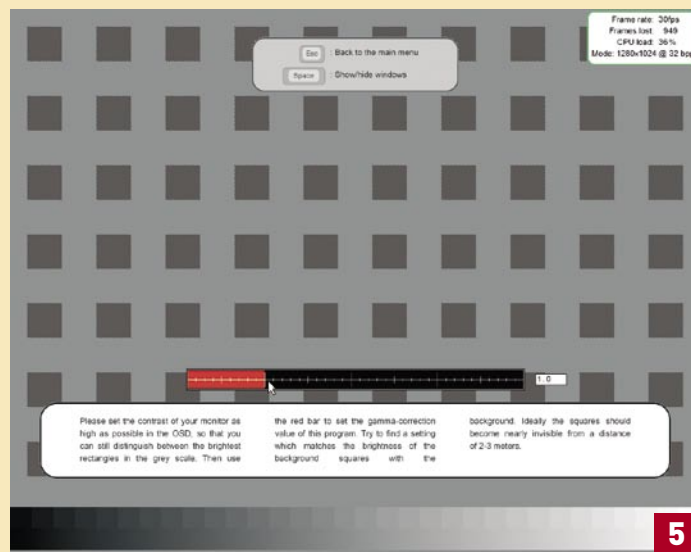 Frame rate: 30fps
Frames lost: 949
CPU load: 36%
Mode: 1280x1024 @ 32 bpp
Esc : Back to the main menu
Space : Show/hide windows
1.0
Please set the contrast of your monitor as
high as possible in the OSD, so that you
can still distinguish between the brightest
rectangles in the grey scale. Then use
the red bar to set the gamma-correction
value of this program. Try to find a setting
which matches the brightness of the
background squares with the
background. Ideally the squares should
become nearly invisible from a distance
of 2-3 meters.
5